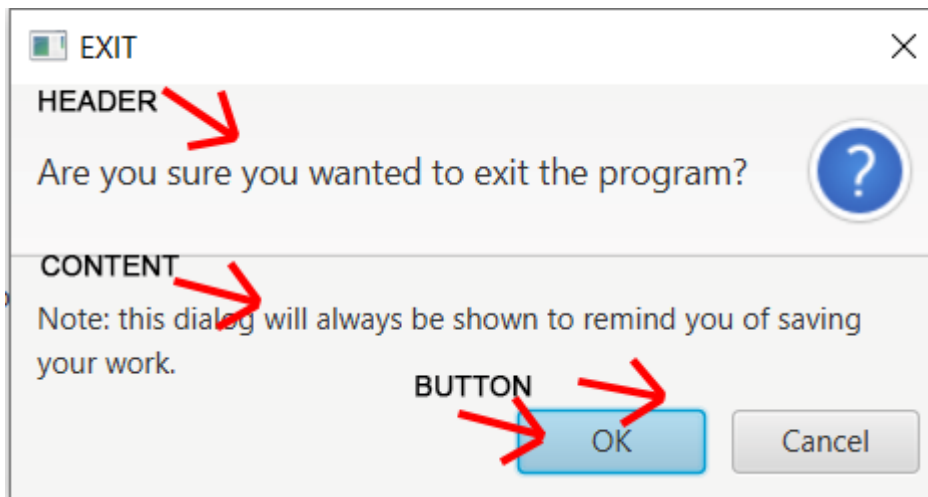 EXIT
HEADER
Are you sure you wanted to exit the program?
?
CONTENT
Note: this dialog will always be shown to remind you of saving
your work.
BUTTON
OK Cancel